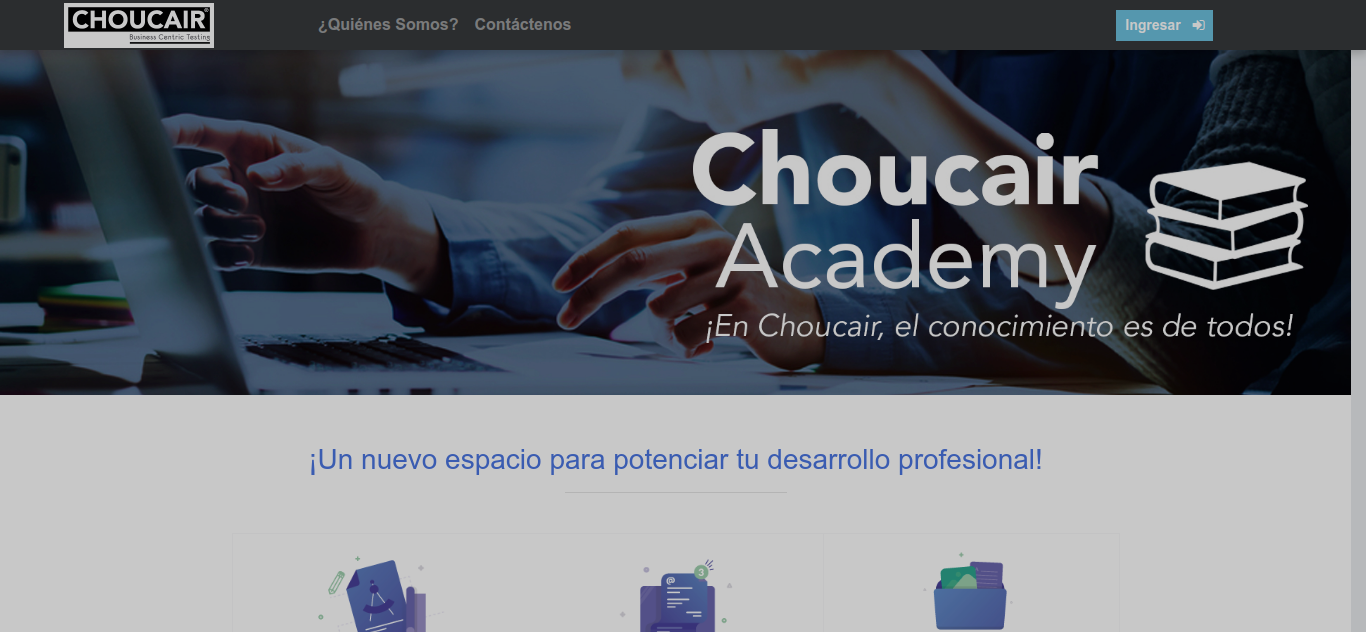 CHOUCAIR®
Business Centric Testing
¿Quiénes Somos?
Contáctenos
Ingresar
Choucair
Academy
¡En Choucair, el conocimiento es de todos!
¡Un nuevo espacio para potenciar tu desarrollo profesional!
@
3